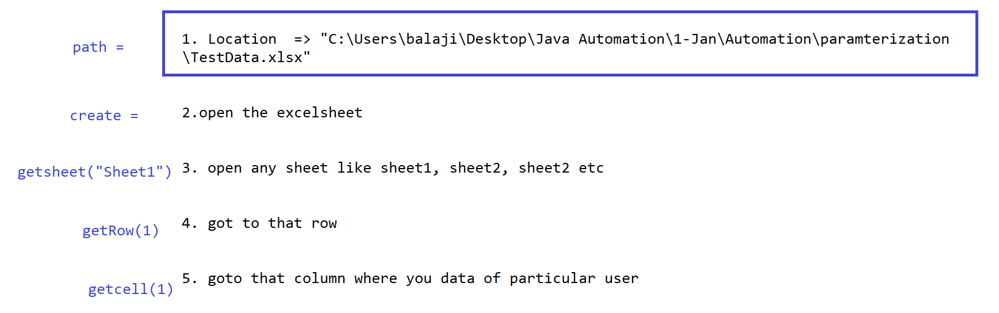 path =
1. Location  => "C:\Users\balaji\Desktop\Java Automation\1-Jan\Automation\paramterization
\TestData.xlsx"
create =
2.open the excelsheet
getsheet("Sheet1")
3. open any sheet like sheet1, sheet2, sheet2 etc
getRow(1)
4. got to that row
getcell(1)
5. goto that column where you data of particular user